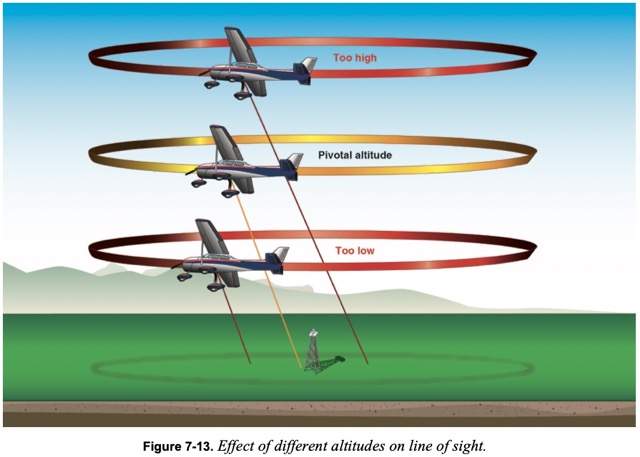 Too high
Pivotal altitude
Too low
Figure 7-13. Effect of different altitudes on line of sight.